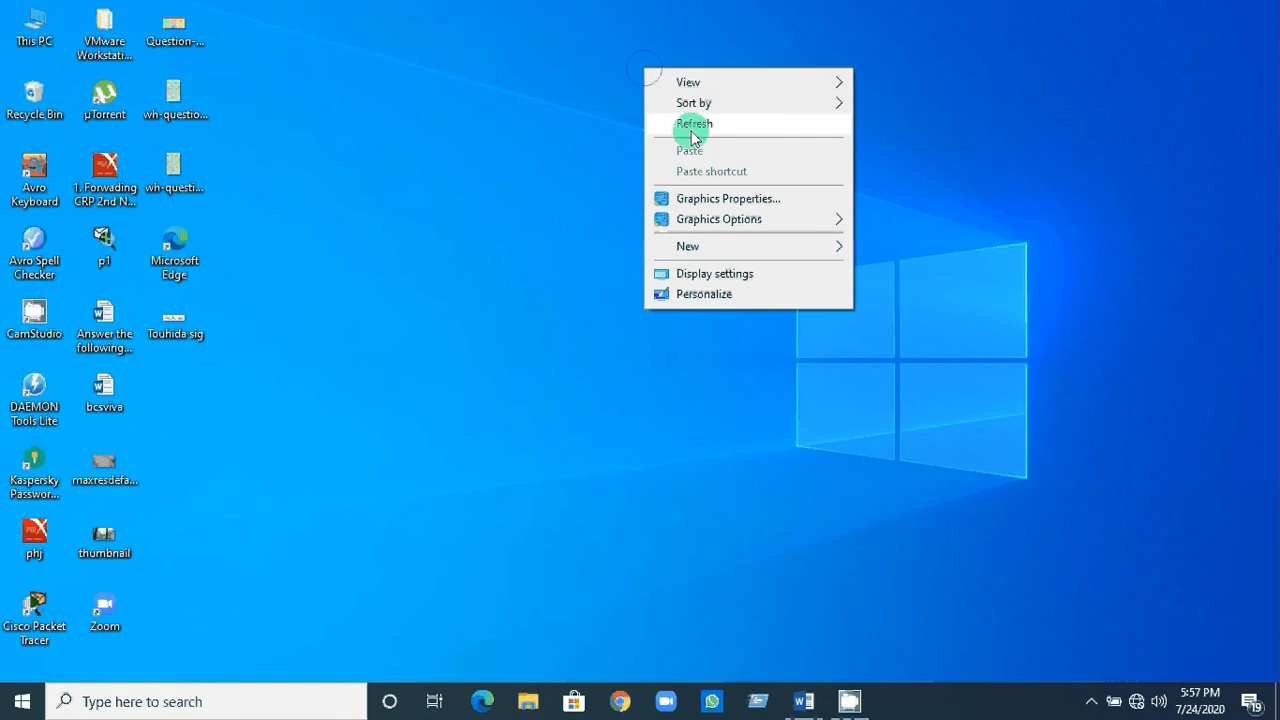 This PC
VMware
Workstati...
Question-...
Recycle Bin
µTorrent
wh-questio...
Avro
Keyboard
1. Forwading
CRP 2nd N...
wh-questi...
Avro Spell
Checker
p1
Microsoft
Edge
CamStudio
Answer the
following...
Touhida sig
DAEMON
Tools Lite
bcsviva
Kaspersky
Passwor...
maxresdefa...
phj
thumbnail
Cisco Packet
Tracer
Zoom
View
Sort by
Refresh
Paste
Paste shortcut
Graphics Properties...
Graphics Options
New
Display settings
Personalize
Type here to search
5:57 PM
7/24/2020
19